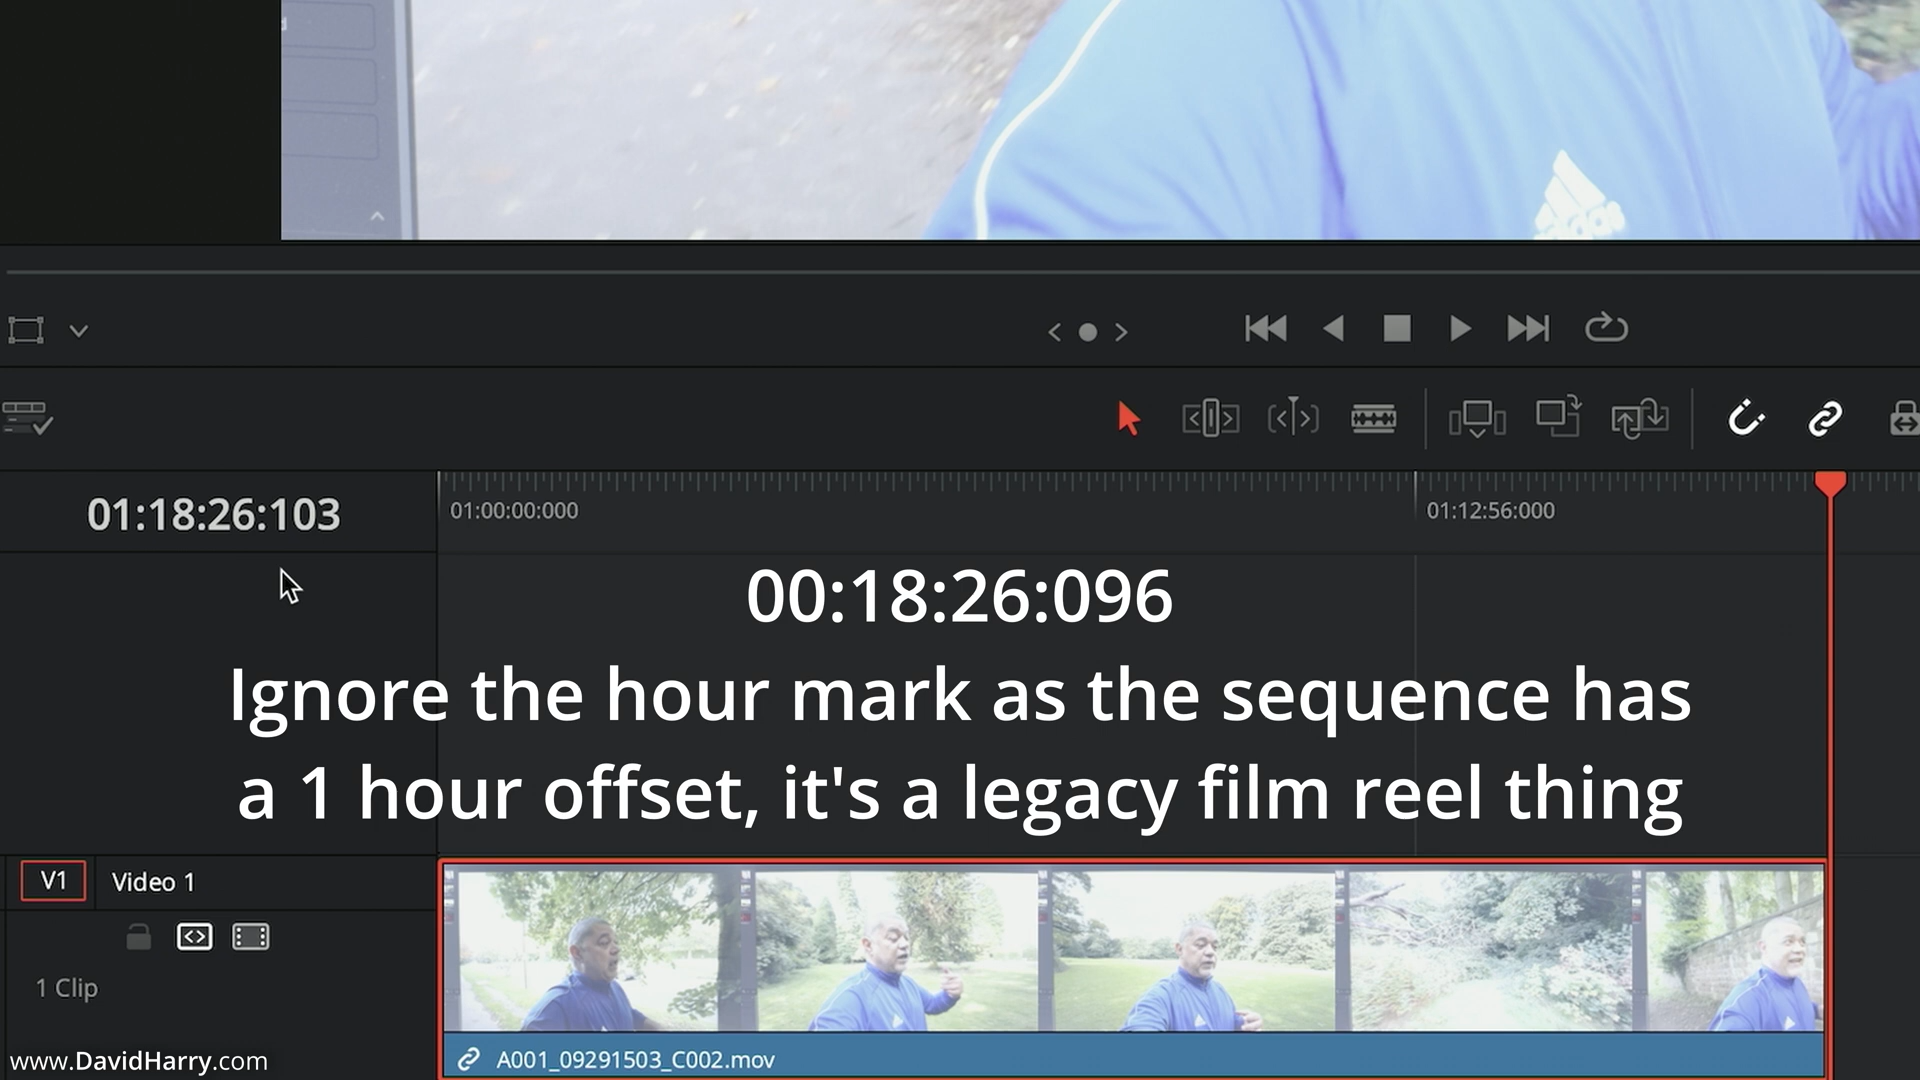 adidas
01:18:26:103
01:00:00:000
01:12:56:000
00:18:26:096
Ignore the hour mark as the sequence has
a 1 hour offset, it's a legacy film reel thing
V1
Video 1
1 Clip
A001_09291503_C002.mov
www.DavidHarry.com